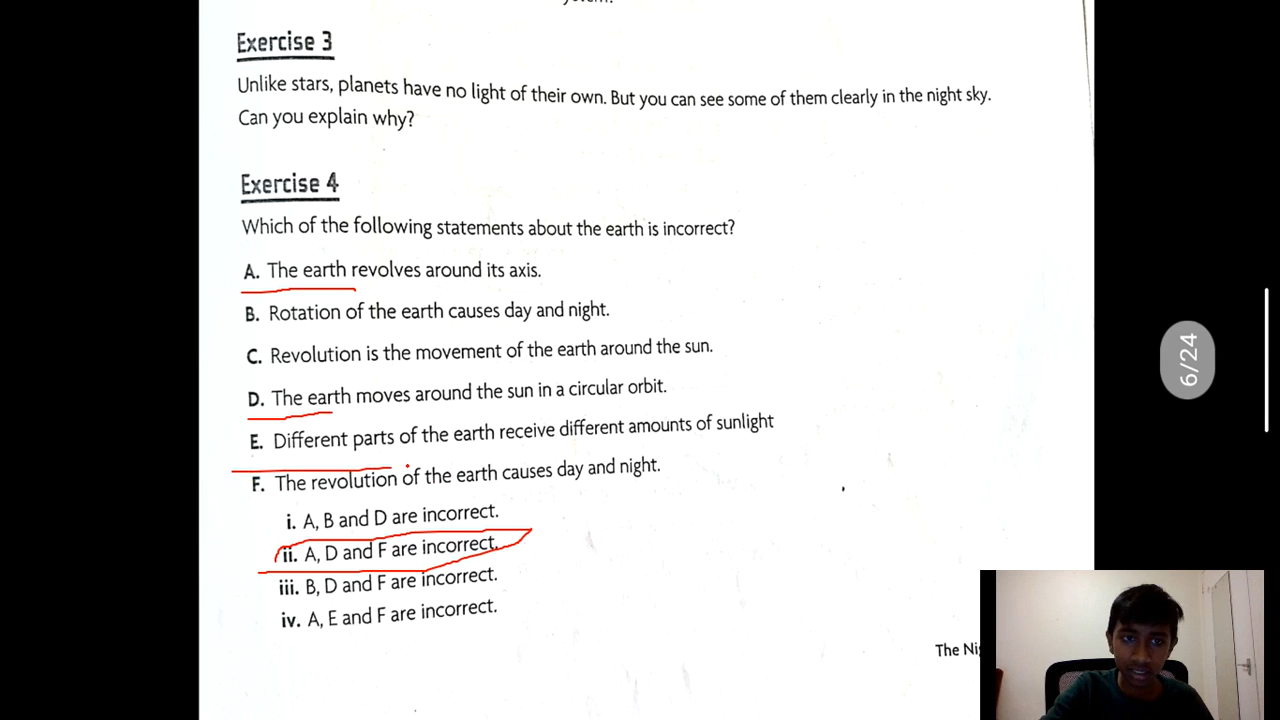 Exercise 3
Unlike stars, planets have no light of their own. But you can see some of them clearly in the night sky.
Can you explain why?
Exercise 4
Which of the following statements about the earth is incorrect?
A. The earth revolves around its axis.
B. Rotation of the earth causes day and night.
C. Revolution is the movement of the earth around the sun.
D. The earth moves around the sun in a circular orbit.
E. Different parts of the earth receive different amounts of sunlight
F. The revolution of the earth causes day and night.
i. A, B and D are incorrect.
ii. A, D and F are incorrect.
iii. B, D and F are incorrect.
iv. A, E and F are incorrect.
6/24
The